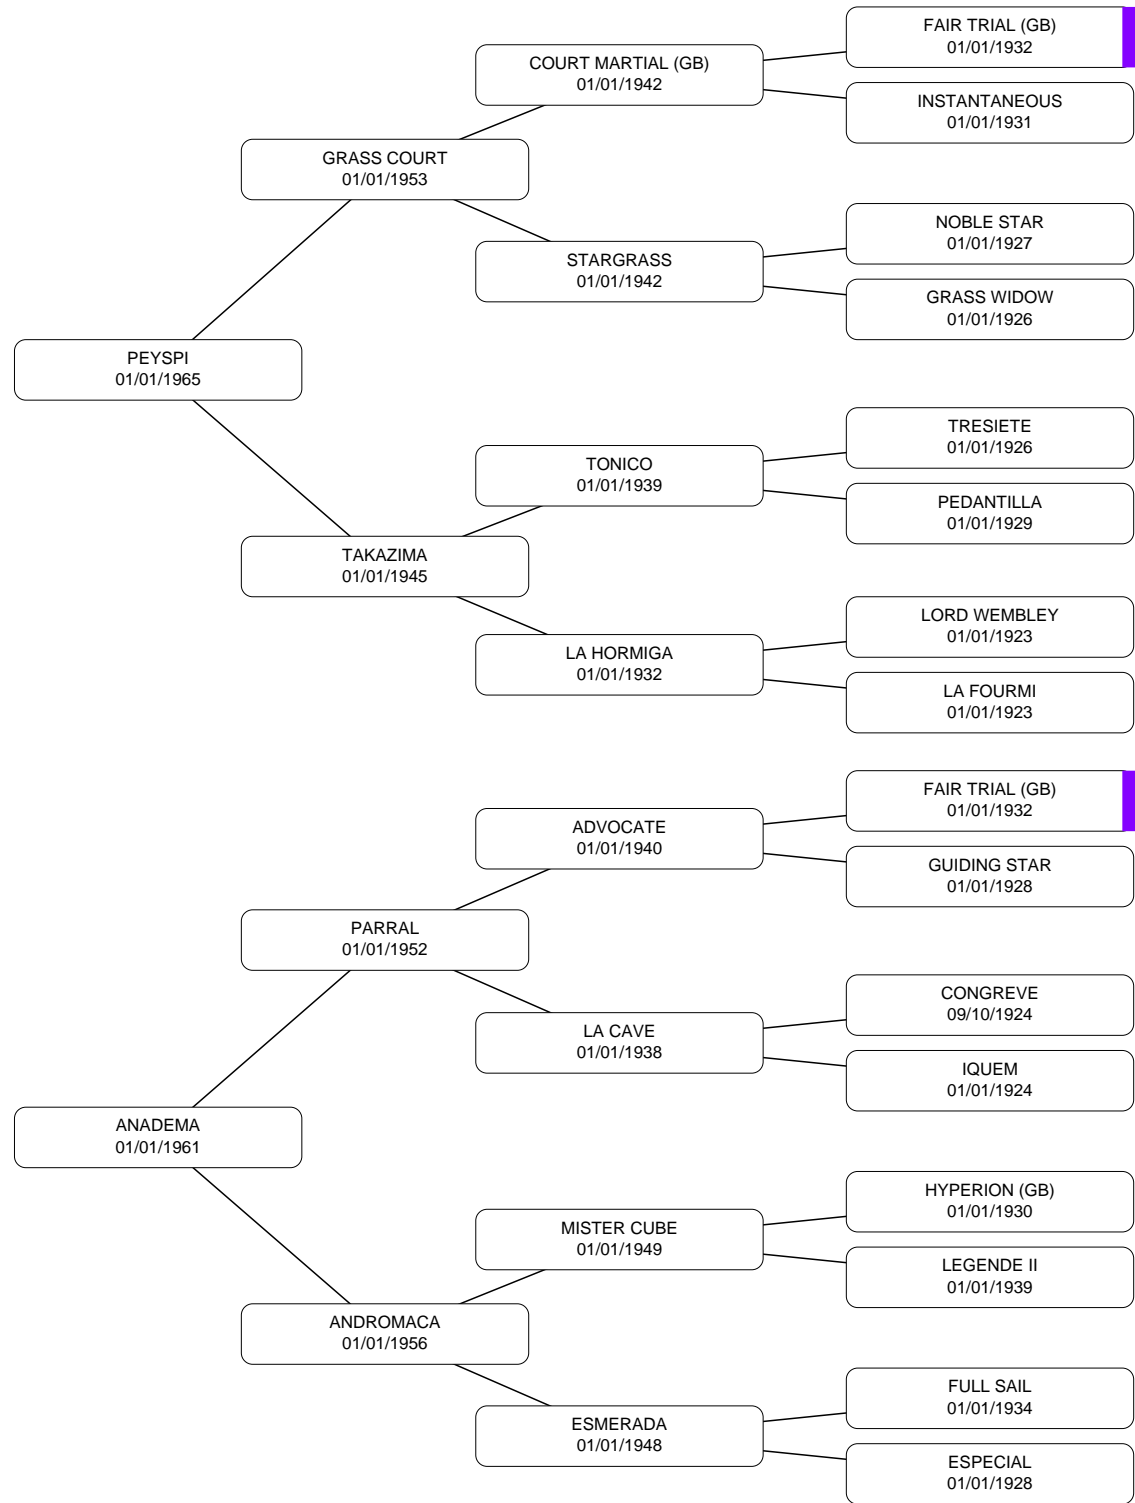 FAIR TRIAL (GB)
01/01/1932
COURT MARTIAL (GB)
01/01/1942
INSTANTANEOUS
01/01/1931
GRASS COURT
01/01/1953
NOBLE STAR
01/01/1927
STARGRASS
01/01/1942
GRASS WIDOW
01/01/1926
PEYSPI
01/01/1965
TRESIETE
01/01/1926
TONICO
01/01/1939
PEDANTILLA
01/01/1929
TAKAZIMA
01/01/1945
LORD WEMBLEY
01/01/1923
LA HORMIGA
01/01/1932
LA FOURMI
01/01/1923
FAIR TRIAL (GB)
01/01/1932
ADVOCATE
01/01/1940
GUIDING STAR
01/01/1928
PARRAL
01/01/1952
CONGREVE
09/10/1924
LA CAVE
01/01/1938
IQUEM
01/01/1924
ANADEMA
01/01/1961
HYPERION (GB)
01/01/1930
MISTER CUBE
01/01/1949
LEGENDE II
01/01/1939
ANDROMACA
01/01/1956
FULL SAIL
01/01/1934
ESMERADA
01/01/1948
ESPECIAL
01/01/1928